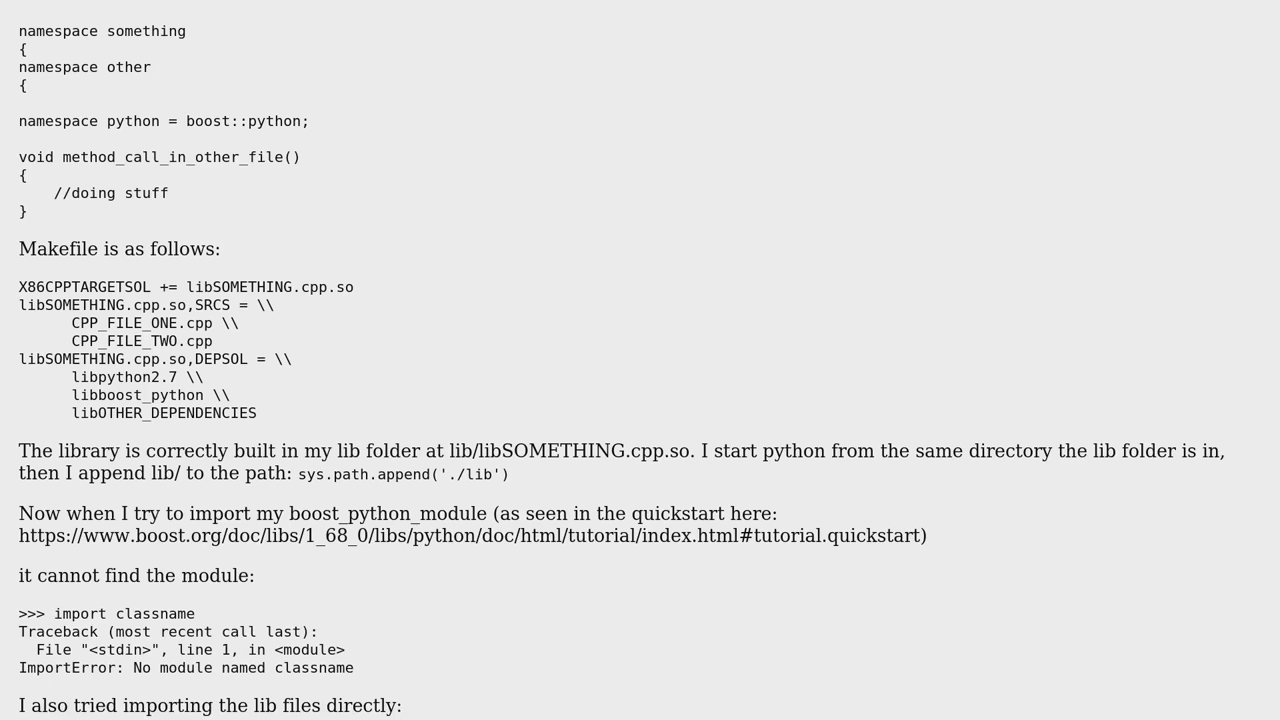 namespace something
{
namespace other
{
namespace python = boost::python;
void method_call_in_other_file()
{
    //doing stuff
}
Makefile is as follows:
X86CPPTARGETSOL += libSOMETHING.cpp.so
libSOMETHING.cpp.so,SRCS = \\
      CPP_FILE_ONE.cpp \\
      CPP_FILE_TWO.cpp
libSOMETHING.cpp.so,DEPSOL = \\
      libpython2.7 \\
      libboost_python \\
      libOTHER_DEPENDENCIES
The library is correctly built in my lib folder at lib/libSOMETHING.cpp.so. I start python from the same directory the lib folder is in,
then I append lib/ to the path: sys.path.append('./lib')
Now when I try to import my boost_python_module (as seen in the quickstart here:
https://www.boost.org/doc/libs/1_68_0/libs/python/doc/html/tutorial/index.html#tutorial.quickstart)
it cannot find the module:
>>> import classname
Traceback (most recent call last):
  File "<stdin>", line 1, in <module>
ImportError: No module named classname
I also tried importing the lib files directly: